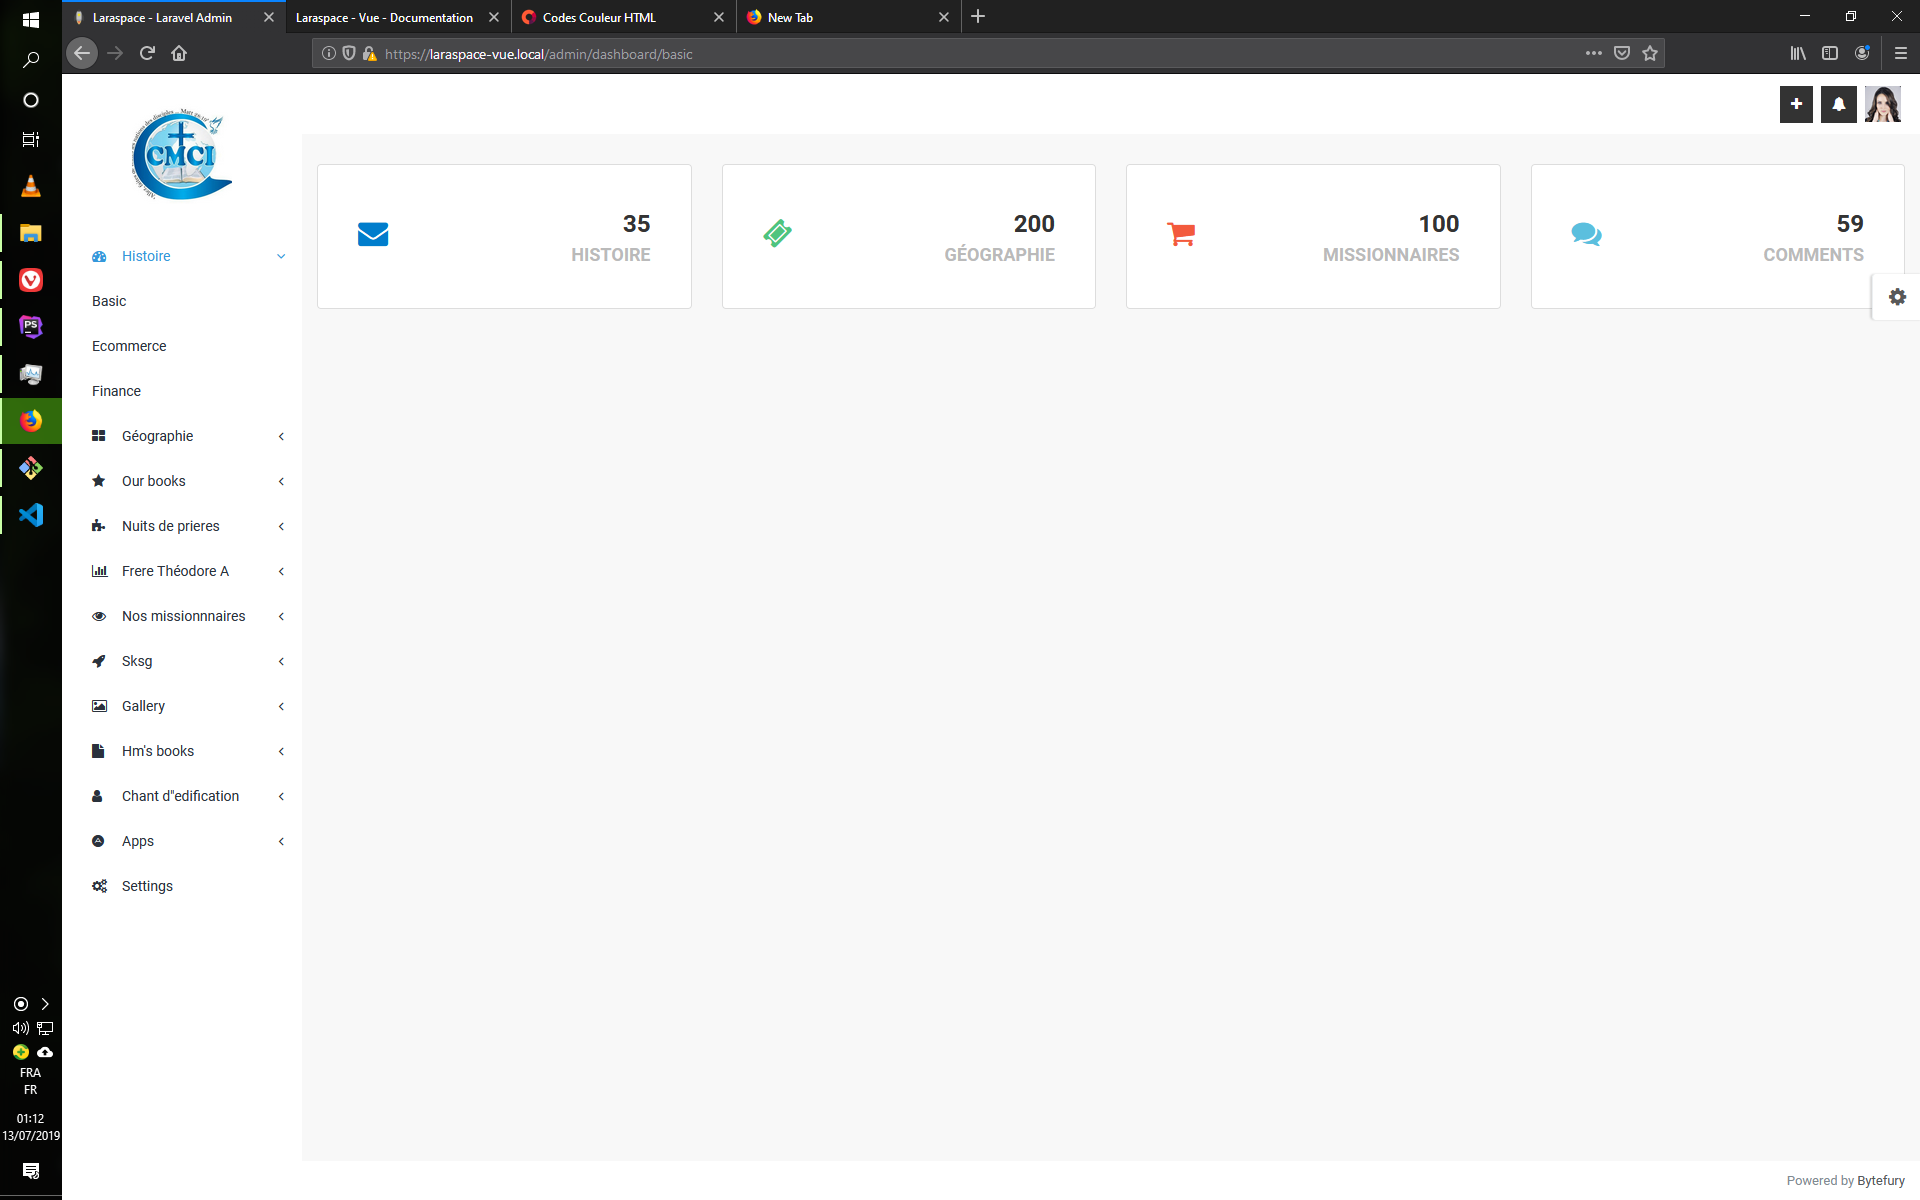 Laraspace - Laravel Admin
Laraspace - Vue - Documentation
Codes Couleur HTML
New Tab
https://laraspace-vue.local/admin/dashboard/basic
CMCI
35
HISTOIRE
200
GÉOGRAPHIE
100
MISSIONNAIRES
59
COMMENTS
Histoire
Basic
Ecommerce
Finance
Géographie
Our books
Nuits de prieres
Frere Théodore A
Nos missionnnaires
Sksg
Gallery
Hm's books
Chant d"edification
Apps
Settings
PS
FRA
FR
01:12
13/07/2019
Powered by Bytefury